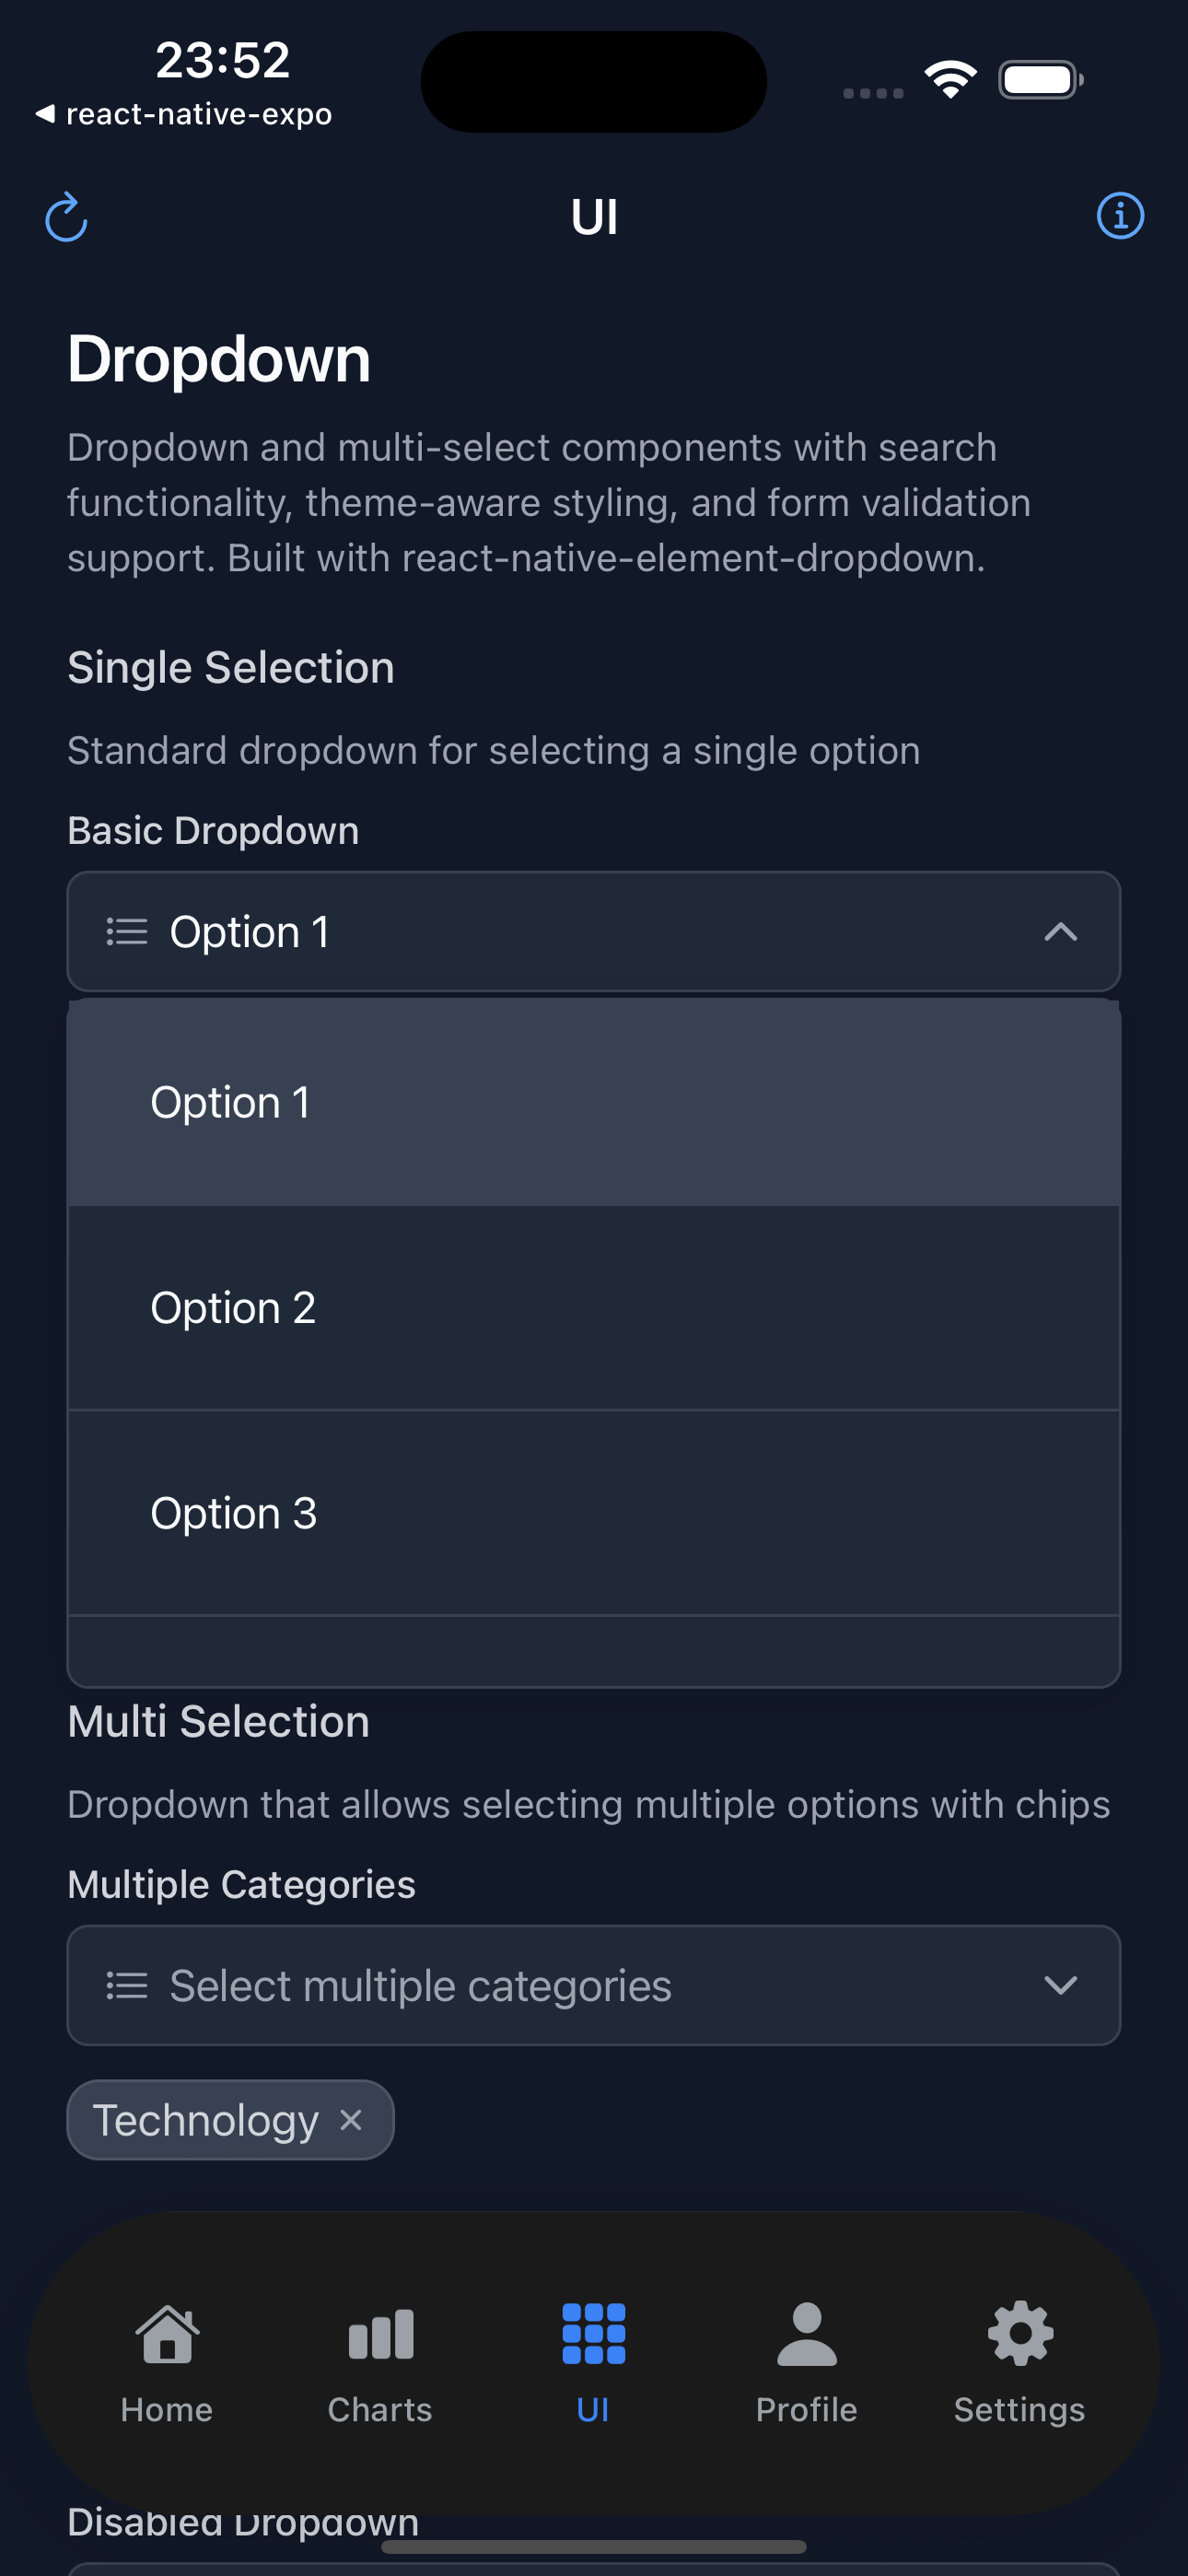 23:52
react-native-expo
UI
Dropdown
Dropdown and multi-select components with search
functionality, theme-aware styling, and form validation
support. Built with react-native-element-dropdown.
Single Selection
Standard dropdown for selecting a single option
Basic Dropdown
Option 1
Option 1
Option 2
Option 3
Multi Selection
Dropdown that allows selecting multiple options with chips
Multiple Categories
Select multiple categories
Technology
Home
Charts
UI
Profile
Settings
Disabled Dropdown